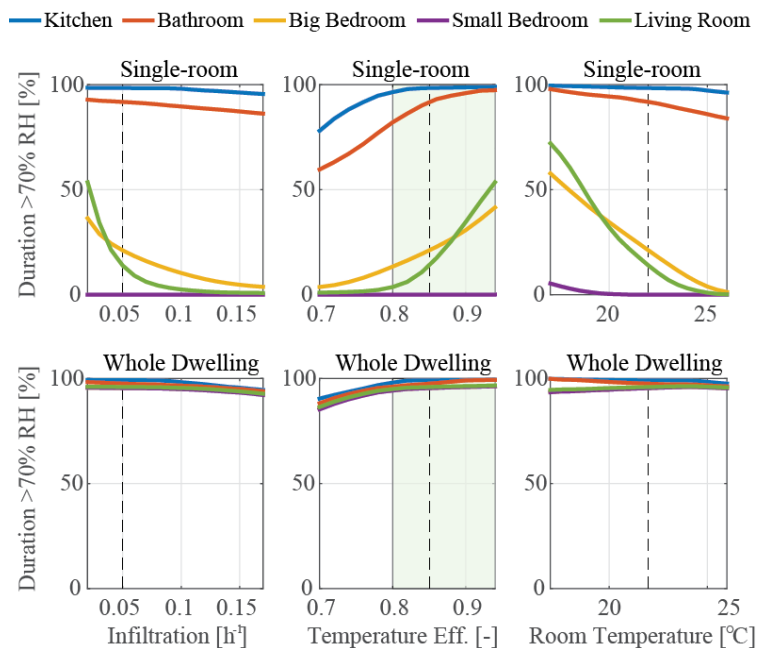 Kitchen Bathroom Big Bedroom Small Bedroom Living Room
Single-room Single-room Single-room
Duration >70% RH [%]
100 100 100
50 50 50
0 0 0
0.05 0.1 0.15 0.7 0.8 0.9 20 25
Whole Dwelling Whole Dwelling Whole Dwelling
Duration >70% RH [%]
100 100 100
50 50 50
0 0 0
0.05 0.1 0.15 0.7 0.8 0.9 20 25
Infiltration [h⁻¹] Temperature Eff. [-] Room Temperature [°C]